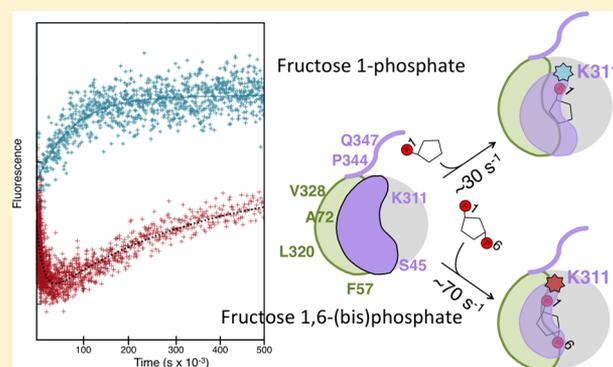 Fluorescence
100 200 300 400 500
Time (s x 10⁻³)
Fructose 1-phosphate
Q347
P344
V328
A72
L320
F57
K311
S45
1
~30 s⁻¹
1
6
~70 s⁻¹
Fructose 1,6-(bis)phosphate
K311
1
K311
1
6